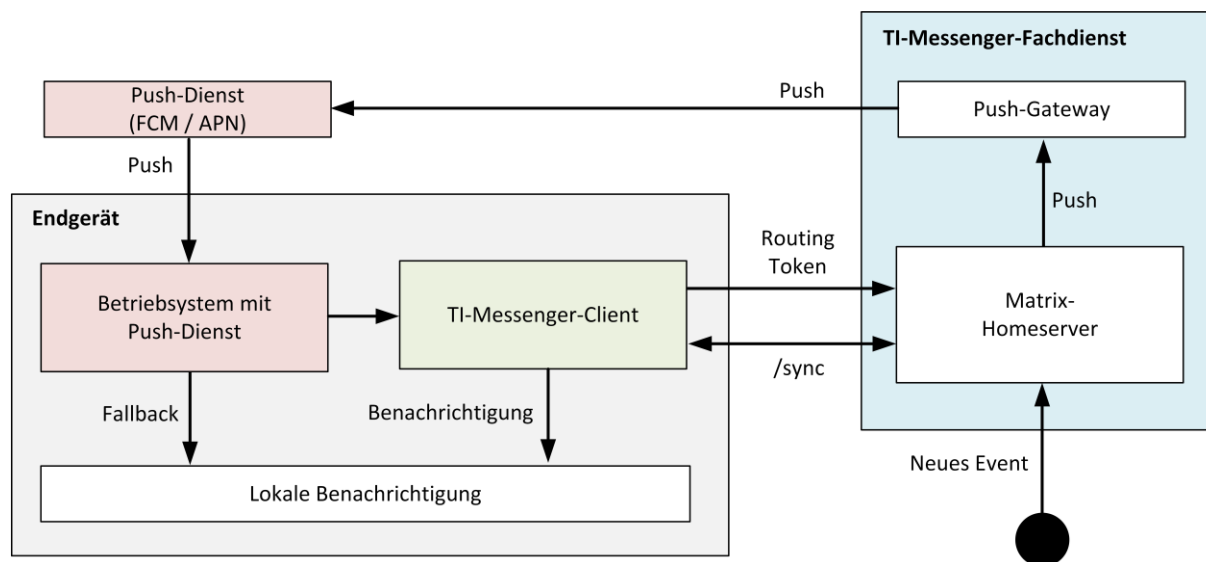 TI-Messenger-Fachdienst
Push-Dienst
(FCM / APN)
Push
Push-Gateway
Push
Push
Endgerät
Routing
Token
Betriebsystem mit
Push-Dienst
TI-Messenger-Client
Matrix-
Homeserver
/sync
Fallback
Benachrichtigung
Neues Event
Lokale Benachrichtigung